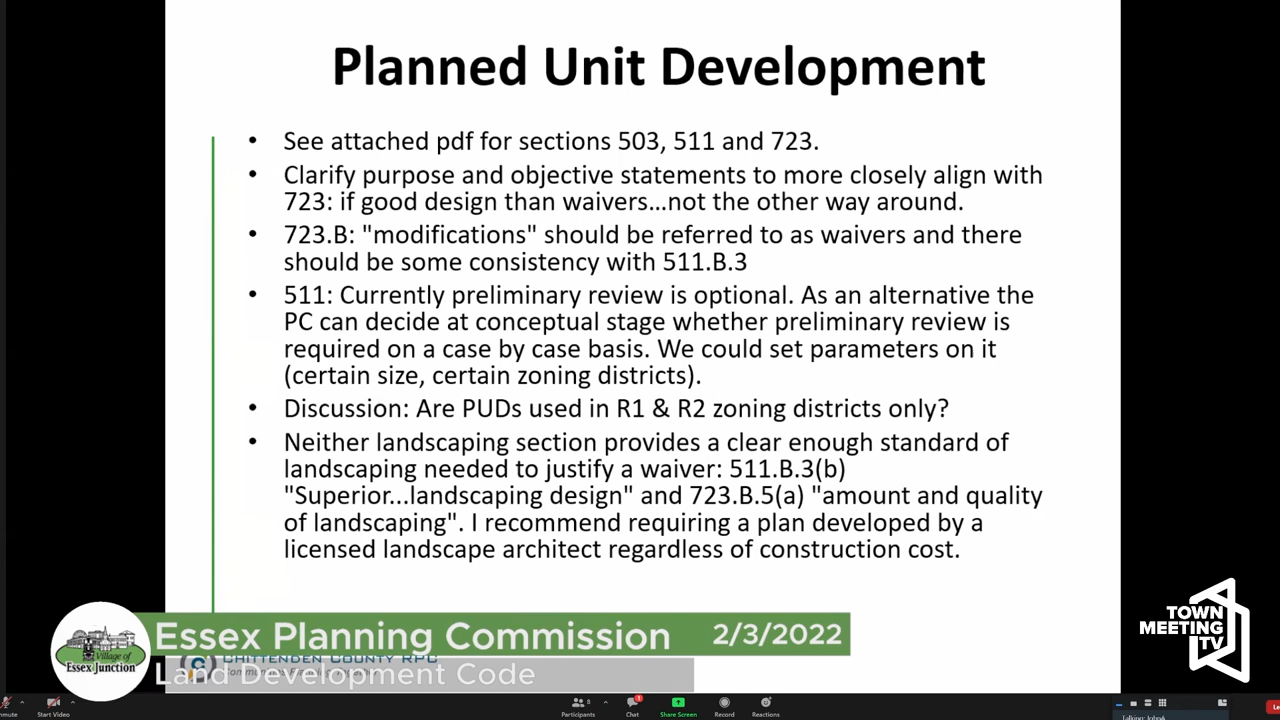 Planned Unit Development
• See attached pdf for sections 503, 511 and 723.
• Clarify purpose and objective statements to more closely align with
723: if good design than waivers…not the other way around.
• 723.B: "modifications" should be referred to as waivers and there
should be some consistency with 511.B.3
• 511: Currently preliminary review is optional. As an alternative the
PC can decide at conceptual stage whether preliminary review is
required on a case by case basis. We could set parameters on it
(certain size, certain zoning districts).
• Discussion: Are PUDs used in R1 & R2 zoning districts only?
• Neither landscaping section provides a clear enough standard of
landscaping needed to justify a waiver: 511.B.3(b)
"Superior...landscaping design" and 723.B.5(a) "amount and quality
of landscaping". I recommend requiring a plan developed by a
licensed landscape architect regardless of construction cost.
Village of
Essex Junction
Essex Planning Commission 2/3/2022
CHITTENDEN COUNTY RPC
Land Development Code
TOWN
MEETING
TV
Start Video
Participants
8
Chat
1
Share Screen
Record
Reactions